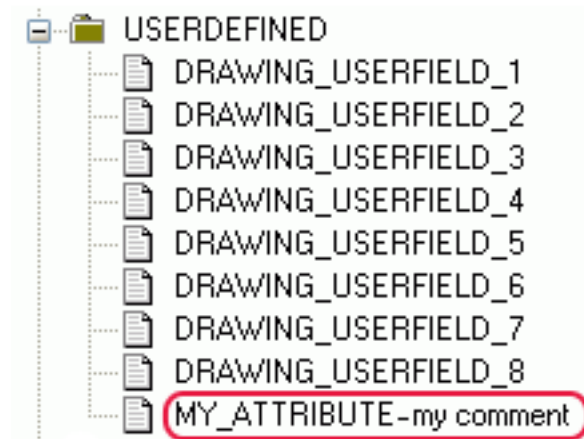 USERDEFINED
DRAWING_USERFIELD_1
DRAWING_USERFIELD_2
DRAWING_USERFIELD_3
DRAWING_USERFIELD_4
DRAWING_USERFIELD_5
DRAWING_USERFIELD_6
DRAWING_USERFIELD_7
DRAWING_USERFIELD_8
MY_ATTRIBUTE-my comment